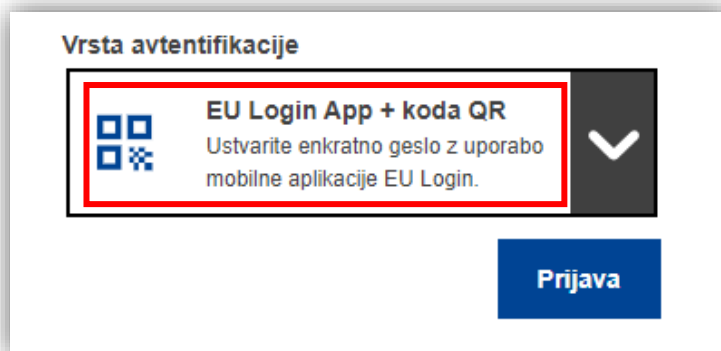 Vrsta avtentifikacije
EU Login App + koda QR
Ustvarite enkratno geslo z uporabo
mobilne aplikacije EU Login.
Prijava